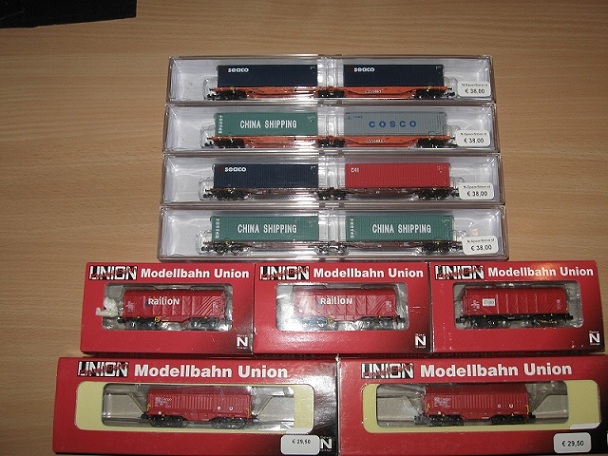 seaco
seaco
€ 38,00
CHINA SHIPPING
COSCO
€ 38,00
seaco
€ 38,00
CHINA SHIPPING
CHINA SHIPPING
€ 38,00
UNION Modellbahn Union
UNION Modellbahn Union
UNION Modellbahn Union
RaiLiON
RaiLiON
N
N
N
UNION Modellbahn Union
UNION Modellbahn Union
€ 29,50
€ 29,50